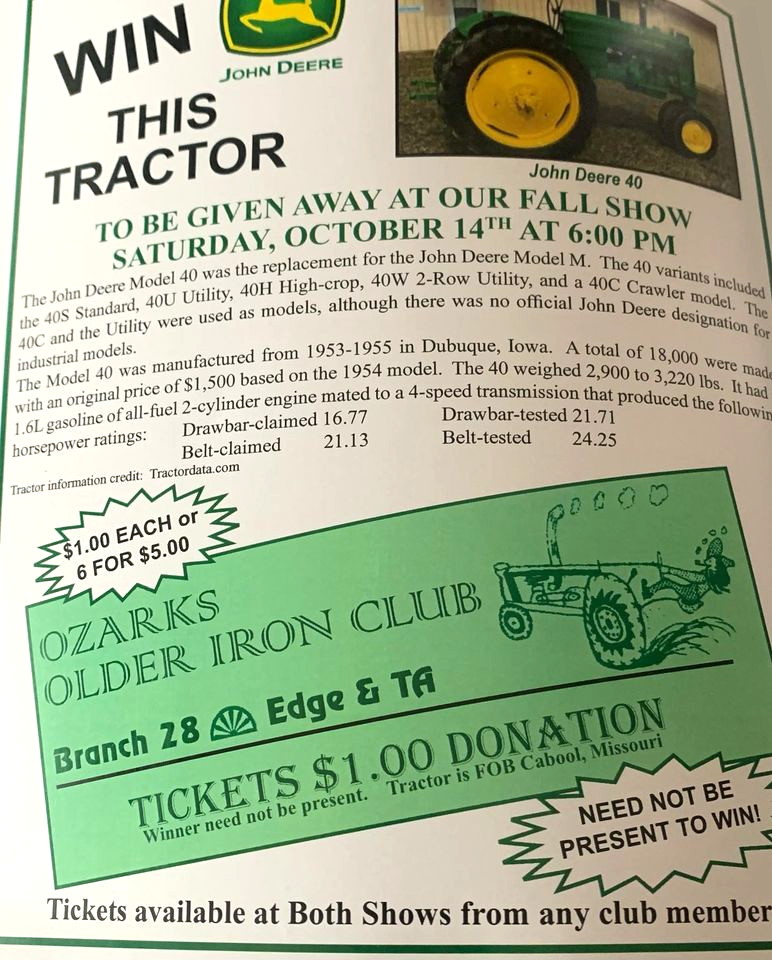 WIN
THIS
TRACTOR
JOHN DEERE
John Deere 40
TO BE GIVEN AWAY AT OUR FALL SHOW
SATURDAY, OCTOBER 14TH AT 6:00 PM
The John Deere Model 40 was the replacement for the John Deere Model M. The 40 variants included
the 40S Standard, 40U Utility, 40H High-crop, 40W 2-Row Utility, and a 40C Crawler model. The
40C and the Utility were used as models, although there was no official John Deere designation for
industrial models.
The Model 40 was manufactured from 1953-1955 in Dubuque, Iowa. A total of 18,000 were made
with an original price of $1,500 based on the 1954 model. The 40 weighed 2,900 to 3,220 lbs. It had
1.6L gasoline of all-fuel 2-cylinder engine mated to a 4-speed transmission that produced the followin
horsepower ratings: Drawbar-claimed 16.77 Drawbar-tested 21.71
Belt-claimed 21.13 Belt-tested 24.25
Tractor information credit: Tractordata.com
$1.00 EACH or
6 FOR $5.00
OZARKS
OLDER IRON CLUB
Branch 28 Edge & TA
TICKETS $1.00 DONATION
Winner need not be present. Tractor is FOB Cabool, Missouri
NEED NOT BE
PRESENT TO WIN!
Tickets available at Both Shows from any club member